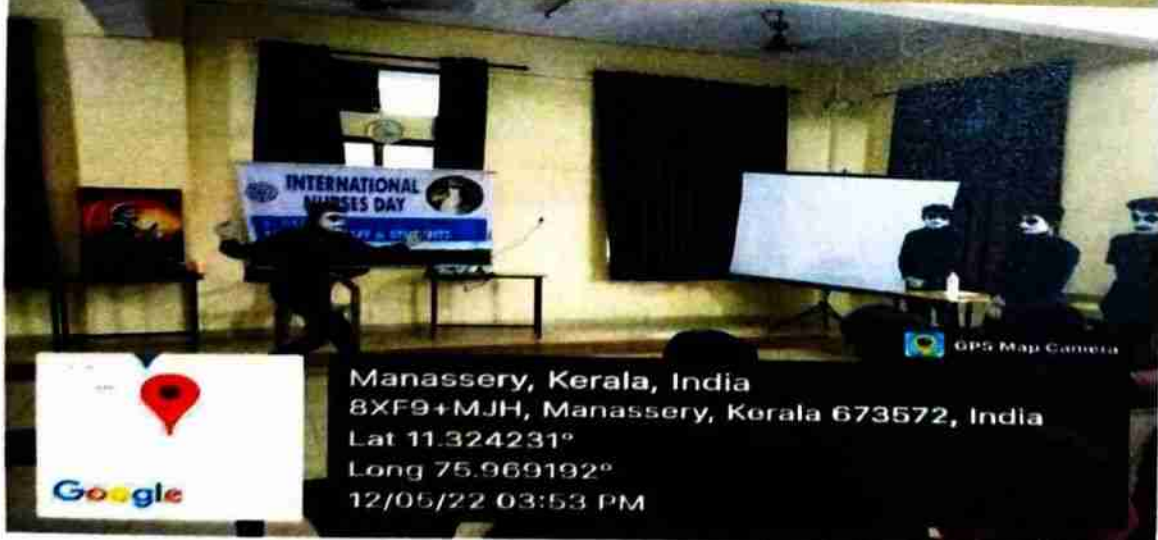 INTERNATIONAL
NURSES DAY
GPS Map Camera
Manassery, Kerala, India
8XF9+MJH, Manassery, Kerala 673572, India
Lat 11.324231°
Long 75.969192°
12/05/22 03:53 PM
Google